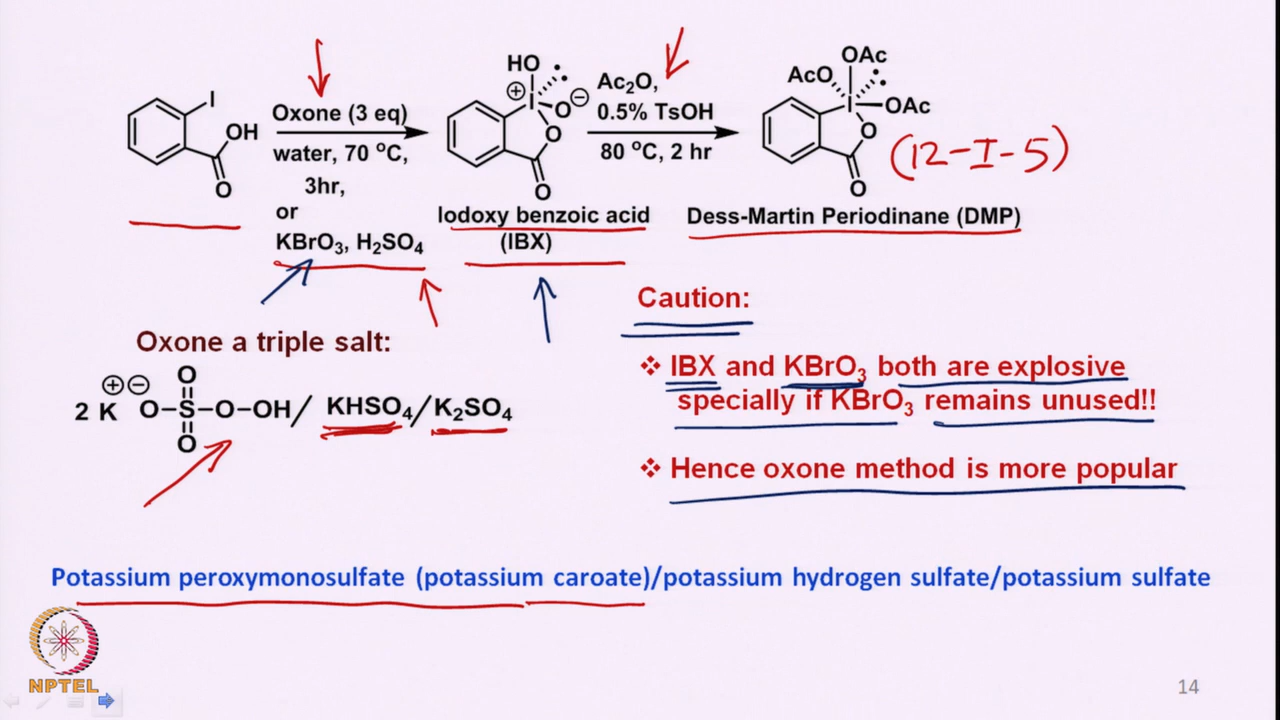 I
OH
O
Oxone (3 eq)
water, 70 ⁰C,
3hr,
or
KBrO₃, H₂SO₄
HO
⊕ I O ⊖
O
O
Iodoxy benzoic acid
(IBX)
Ac₂O,
0.5% TsOH
80 ⁰C, 2 hr
OAc
AcO
I OAc
O
O
(12-I-5)
Dess-Martin Periodinane (DMP)
Caution:
❖ IBX and KBrO₃ both are explosive
specially if KBrO₃ remains unused!!
❖ Hence oxone method is more popular
Oxone a triple salt:
⊕ ⊖ O
2 K O–S–O–OH/ KHSO₄/K₂SO₄
O
Potassium peroxymonosulfate (potassium caroate)/potassium hydrogen sulfate/potassium sulfate
NPTEL
14